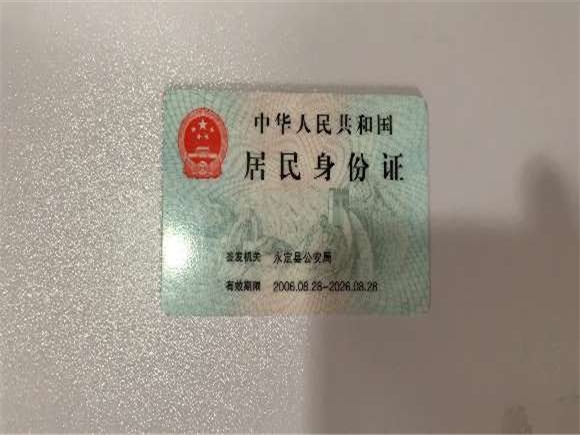 中华人民共和国
居民身份证
签发机关 永定县公安局
有效期限 2006.08.28-2026.08.28